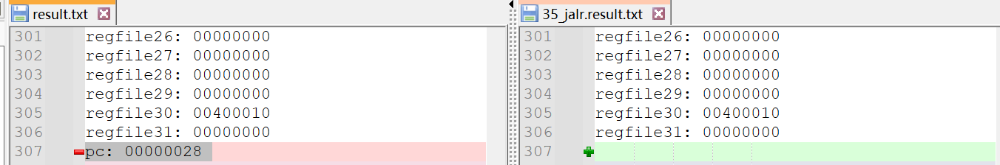 result.txt
301 regfile26: 00000000
302 regfile27: 00000000
303 regfile28: 00000000
304 regfile29: 00000000
305 regfile30: 00400010
306 regfile31: 00000000
307 pc: 00000028
35_jalr.result.txt
301 regfile26: 00000000
302 regfile27: 00000000
303 regfile28: 00000000
304 regfile29: 00000000
305 regfile30: 00400010
306 regfile31: 00000000
307